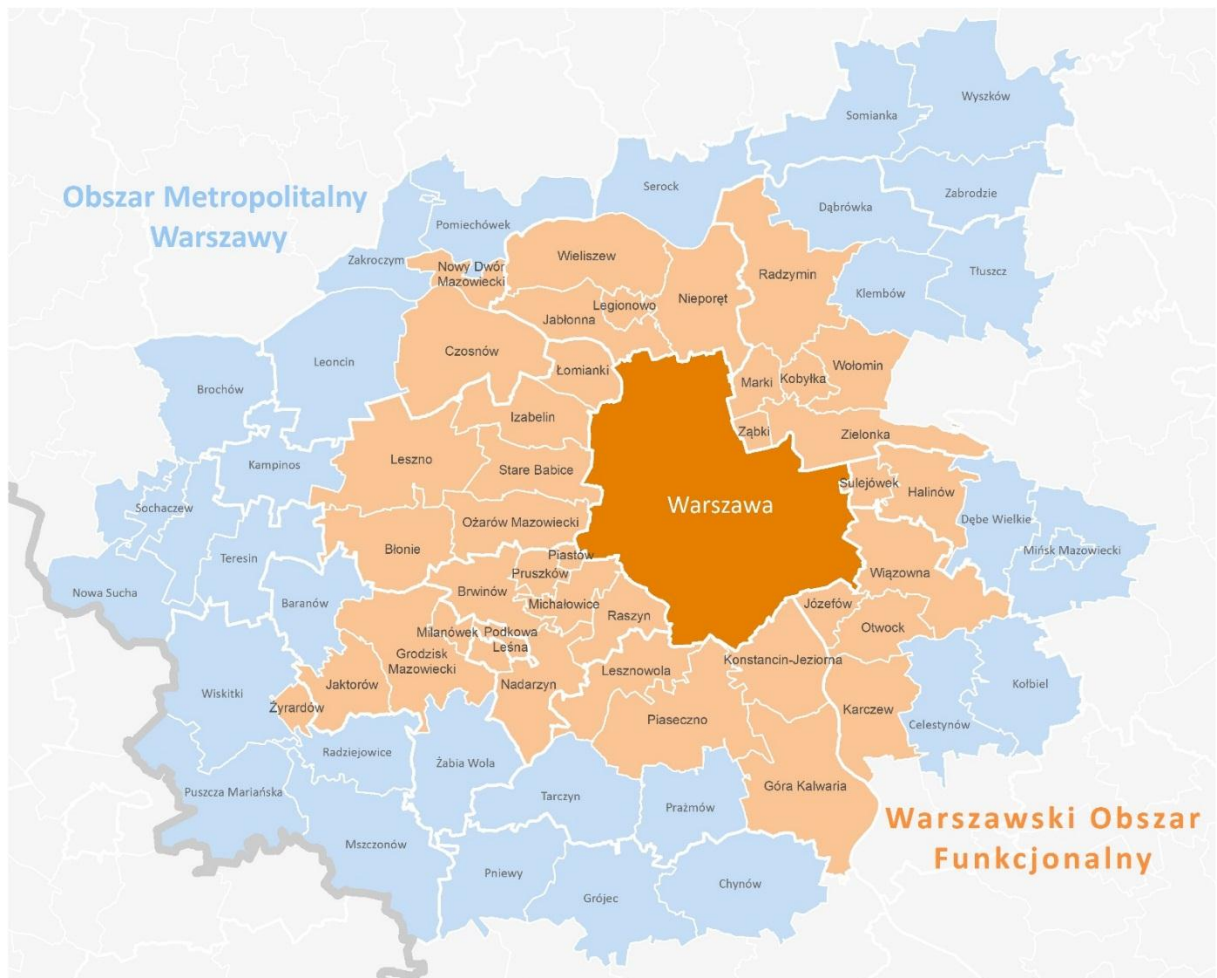 Wyszków
Somianka
Serock
Zabrodzie
Obszar Metropolitalny
Warszawy
Dąbrówka
Pomiechówek
Wieliszew
Zakroczym
Nowy Dwór
Mazowiecki
Radzymin
Tłuszcz
Klembów
Nieporęt
Legionowo
Jabłonna
Czosnów
Leoncin
Łomianki
Wołomin
Marki
Kobyłka
Brochów
Izabelin
Ząbki
Zielonka
Leszno
Kampinos
Stare Babice
Sulejówek
Halinów
Warszawa
Sochaczew
Ożarów Mazowiecki
Dębe Wielkie
Błonie
Teresin
Piastów
Mińsk Mazowiecki
Pruszków
Wiązowna
Nowa Sucha
Brwinów
Baranów
Michałowice
Józefów
Raszyn
Otwock
Milanówek
Podkowa
Leśna
Grodzisk
Mazowiecki
Konstancin-Jeziorna
Lesznowola
Kołbiel
Wiskitki
Jaktorów
Nadarzyn
Żyrardów
Karczew
Piaseczno
Celestynów
Radziejowice
Żabia Wola
Góra Kalwaria
Puszcza Mariańska
Tarczyn
Prażmów
Warszawski Obszar
Funkcjonalny
Mszczonów
Pniewy
Chynów
Grójec